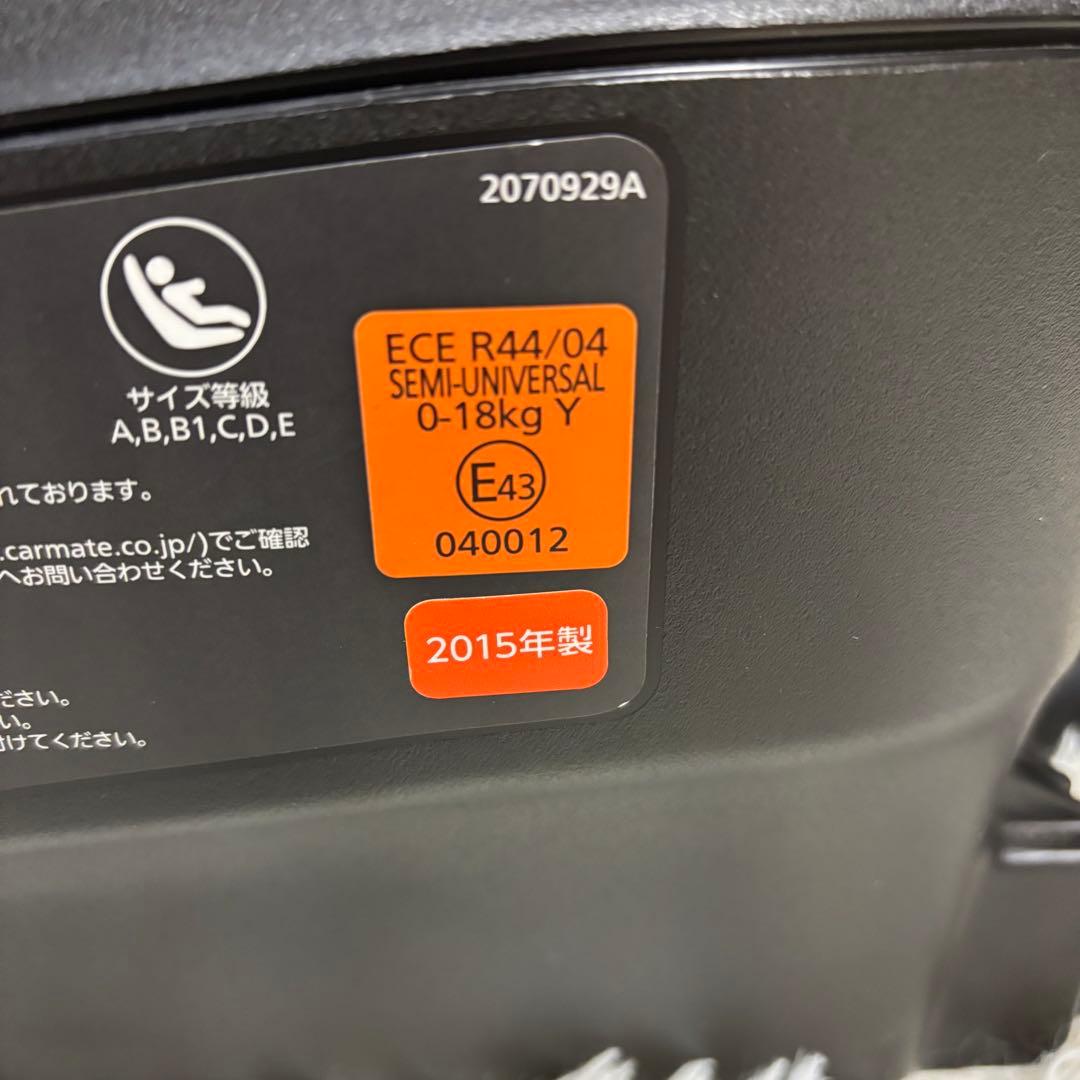 2070929A
サイズ等級
A,B,B1,C,D,E
ECE R44/04
SEMI-UNIVERSAL
0-18kg Y
E43
040012
2015年製
れております。
.carmate.co.jp/)でご確認
へお問い合わせください。
ださい。
い。
付けてください。